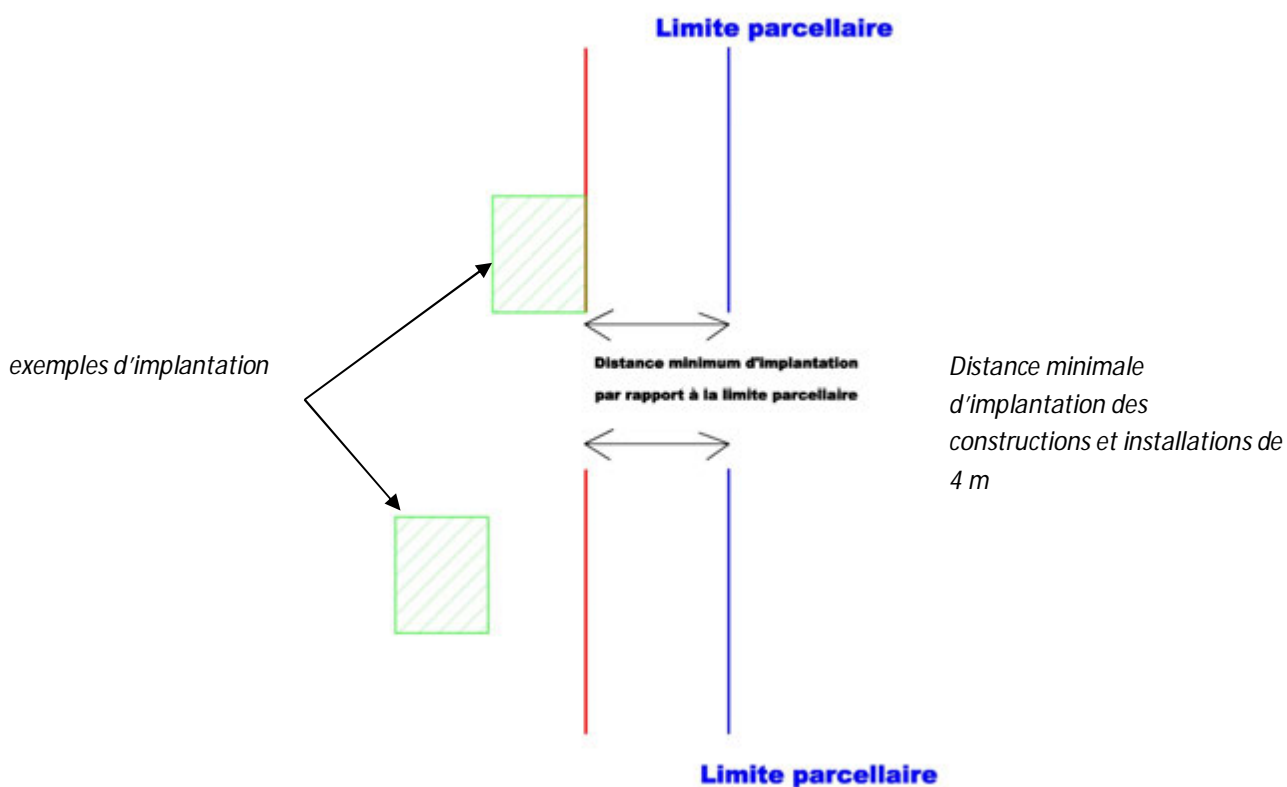 Limite parcellaire
exemples d'implantation
Distance minimum d'implantation
par rapport à la limite parcellaire
Distance minimale
d'implantation des
constructions et installations de
4 m
Limite parcellaire